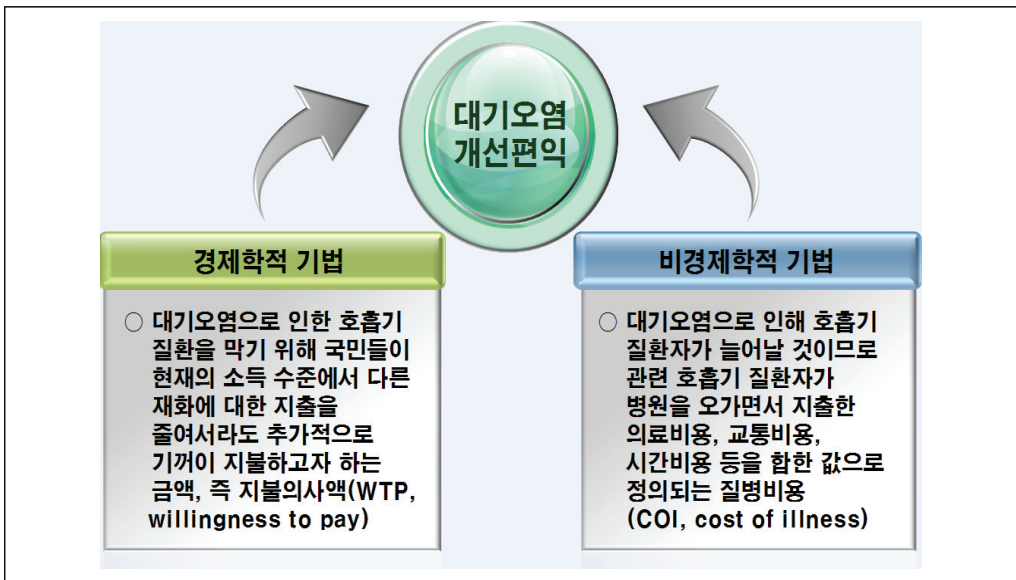 대기오염
개선편익
경제학적 기법
○ 대기오염으로 인한 호흡기
질환을 막기 위해 국민들이
현재의 소득 수준에서 다른
재화에 대한 지출을
줄여서라도 추가적으로
기꺼이 지불하고자 하는
금액, 즉 지불의사액(WTP,
willingness to pay)
비경제학적 기법
○ 대기오염으로 인해 호흡기
질환자가 늘어날 것이므로
관련 호흡기 질환자가
병원을 오가면서 지출한
의료비용, 교통비용,
시간비용 등을 합한 값으로
정의되는 질병비용
(COI, cost of illness)